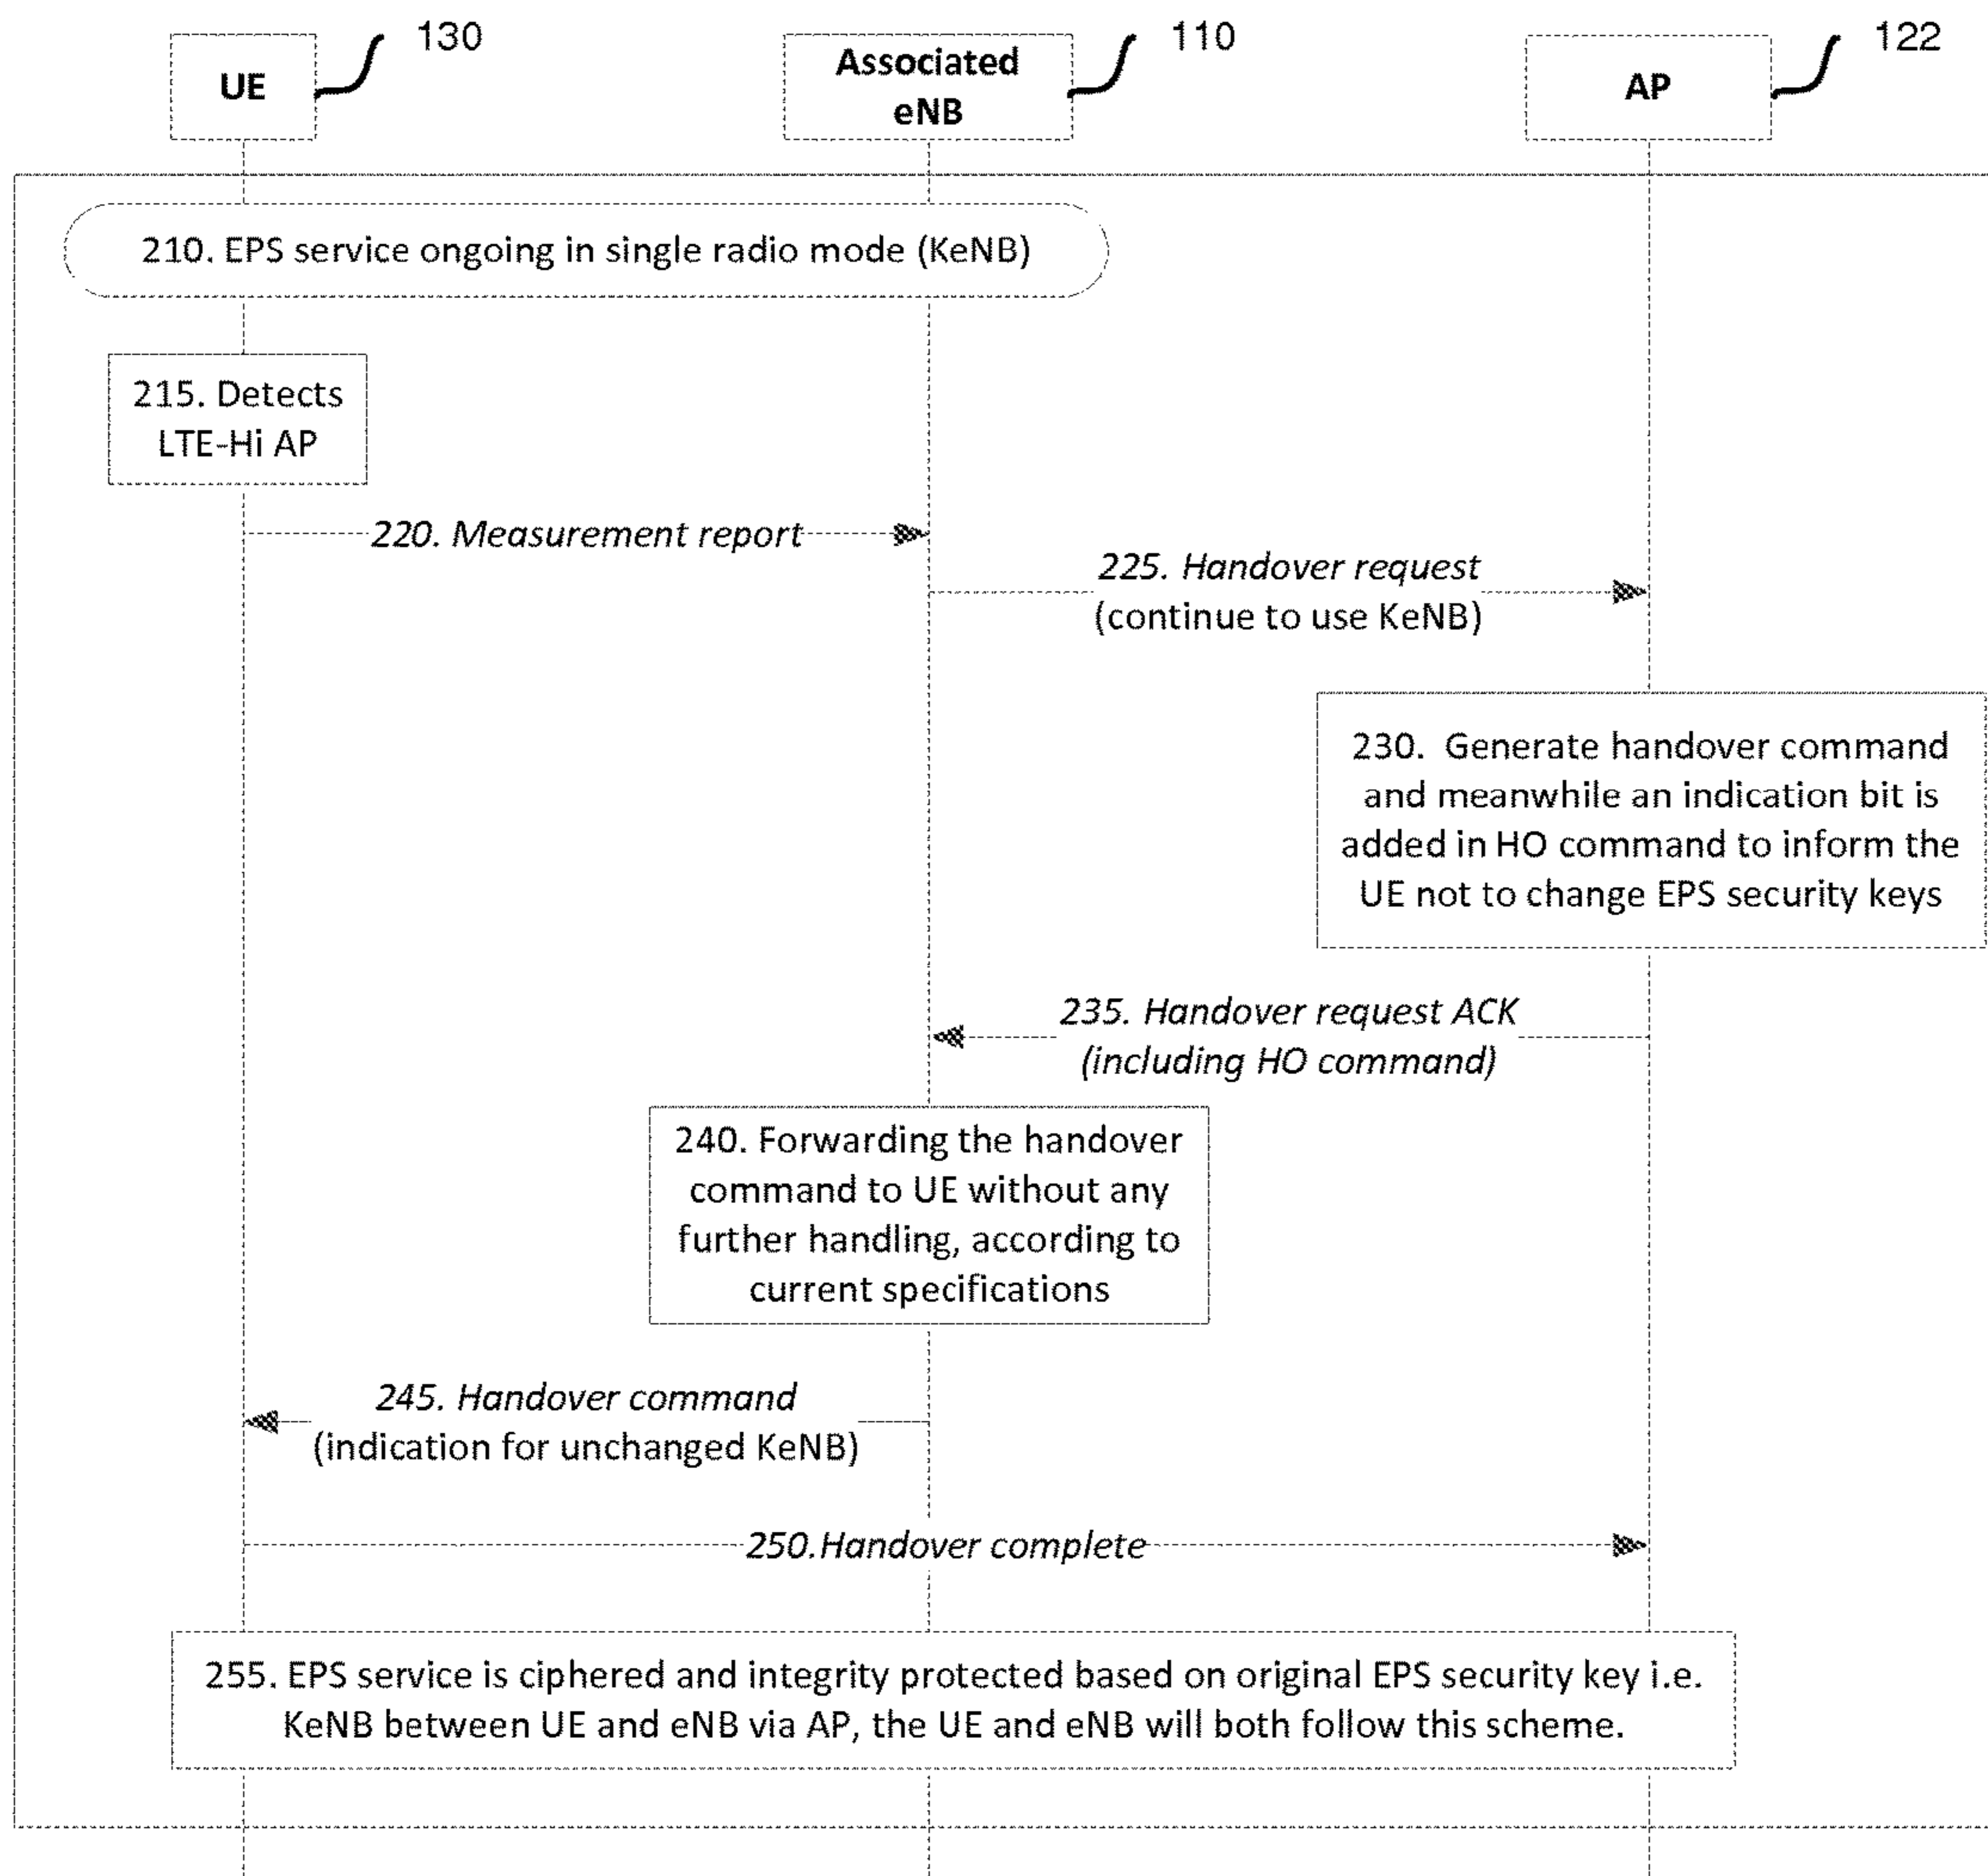 130
110
122
UE
Associated
eNB
AP
210. EPS service ongoing in single radio mode (KeNB)
215. Detects
LTE-Hi AP
220. Measurement report
225. Handover request
(continue to use KeNB)
230. Generate handover command
and meanwhile an indication bit is
added in HO command to inform the
UE not to change EPS security keys
235. Handover request ACK
(including HO command)
240. Forwarding the handover
command to UE without any
further handling, according to
current specifications
245. Handover command
(indication for unchanged KeNB)
250.Handover complete
255. EPS service is ciphered and integrity protected based on original EPS security key i.e.
KeNB between UE and eNB via AP, the UE and eNB will both follow this scheme.